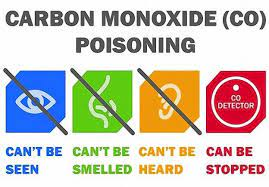 CARBON MONOXIDE (CO)
POISONING
CO
DETECTOR
CAN'T BE
SEEN
CAN'T BE
SMELLED
CAN'T BE
HEARD
CAN BE
STOPPED